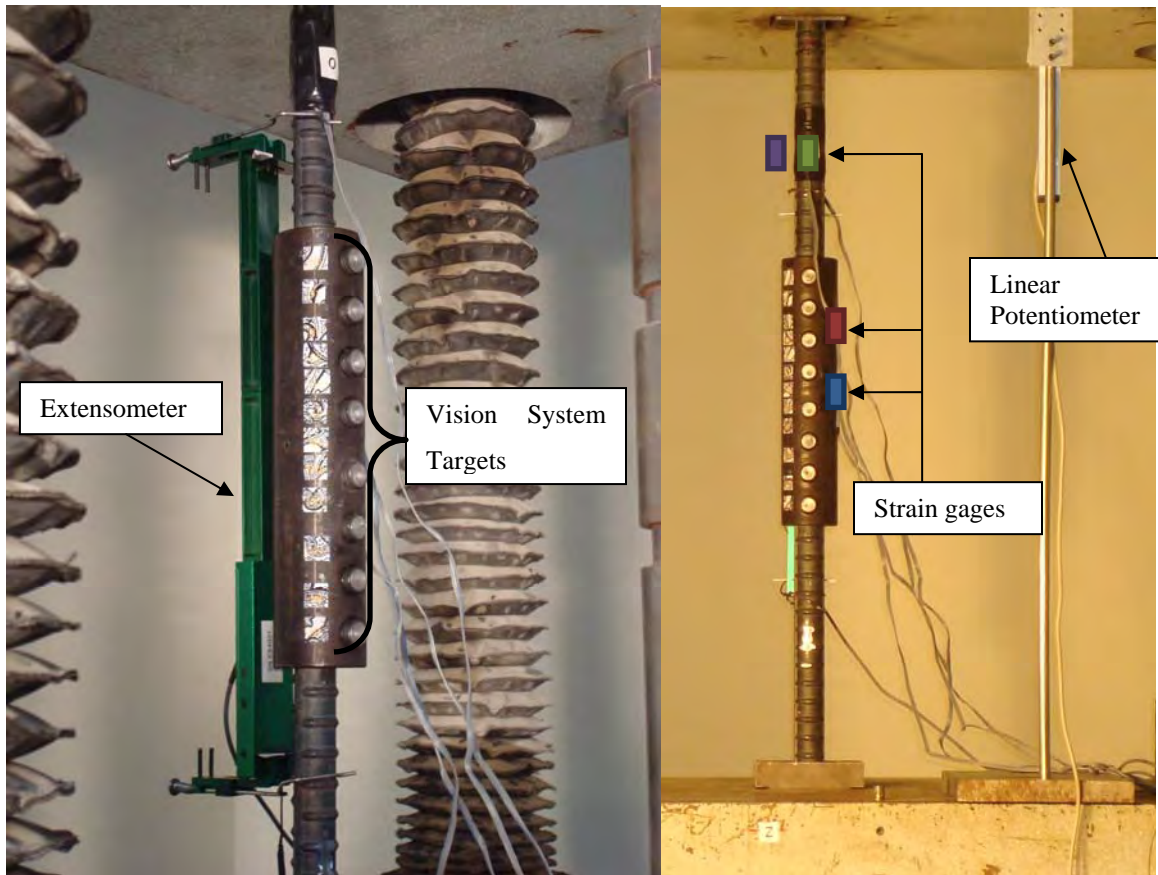 O
Extensometer
Vision System
Targets
Linear
Potentiometer
Strain gages
Z